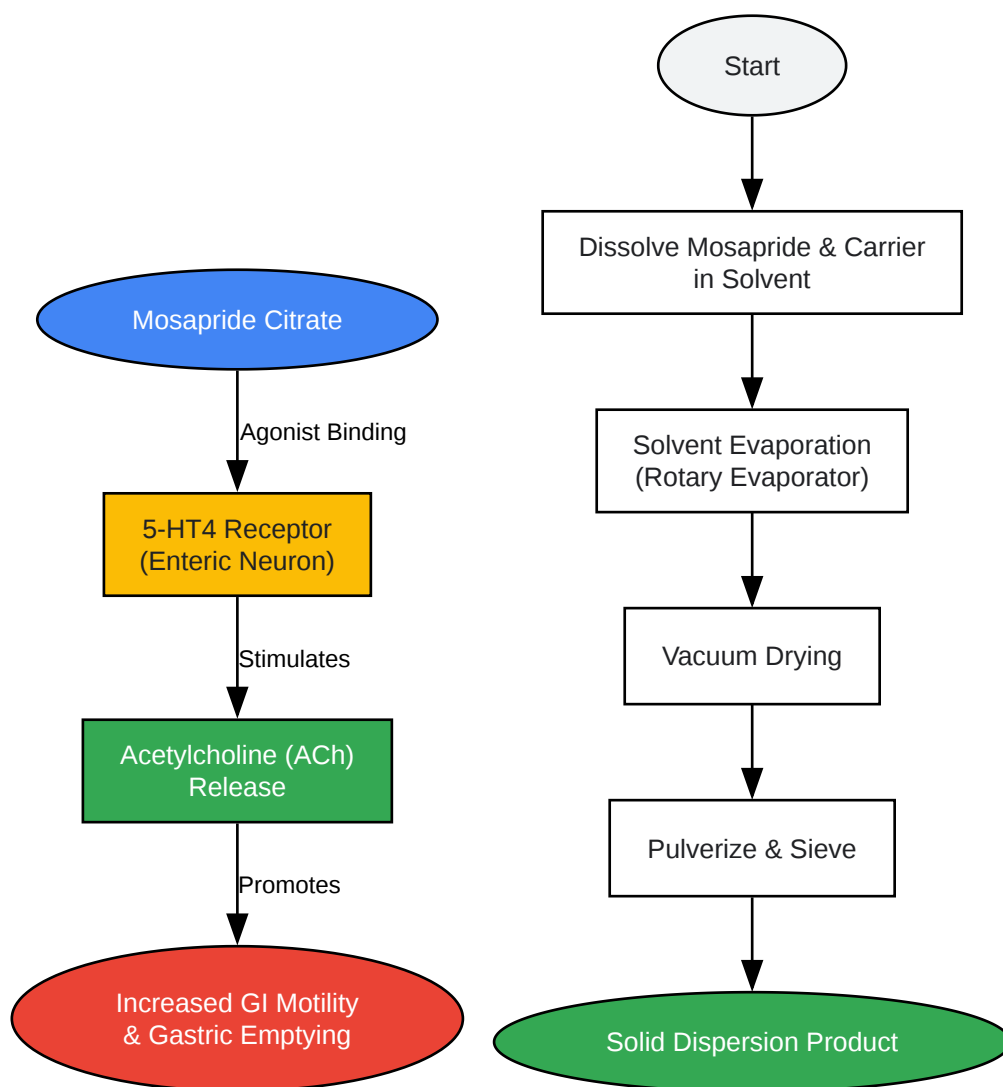 Mosapride Citrate
Agonist Binding
5-HT4 Receptor
(Enteric Neuron)
Stimulates
Acetylcholine (ACh)
Release
Promotes
Increased GI Motility
& Gastric Emptying
Start
Dissolve Mosapride & Carrier
in Solvent
Solvent Evaporation
(Rotary Evaporator)
Vacuum Drying
Pulverize & Sieve
Solid Dispersion Product